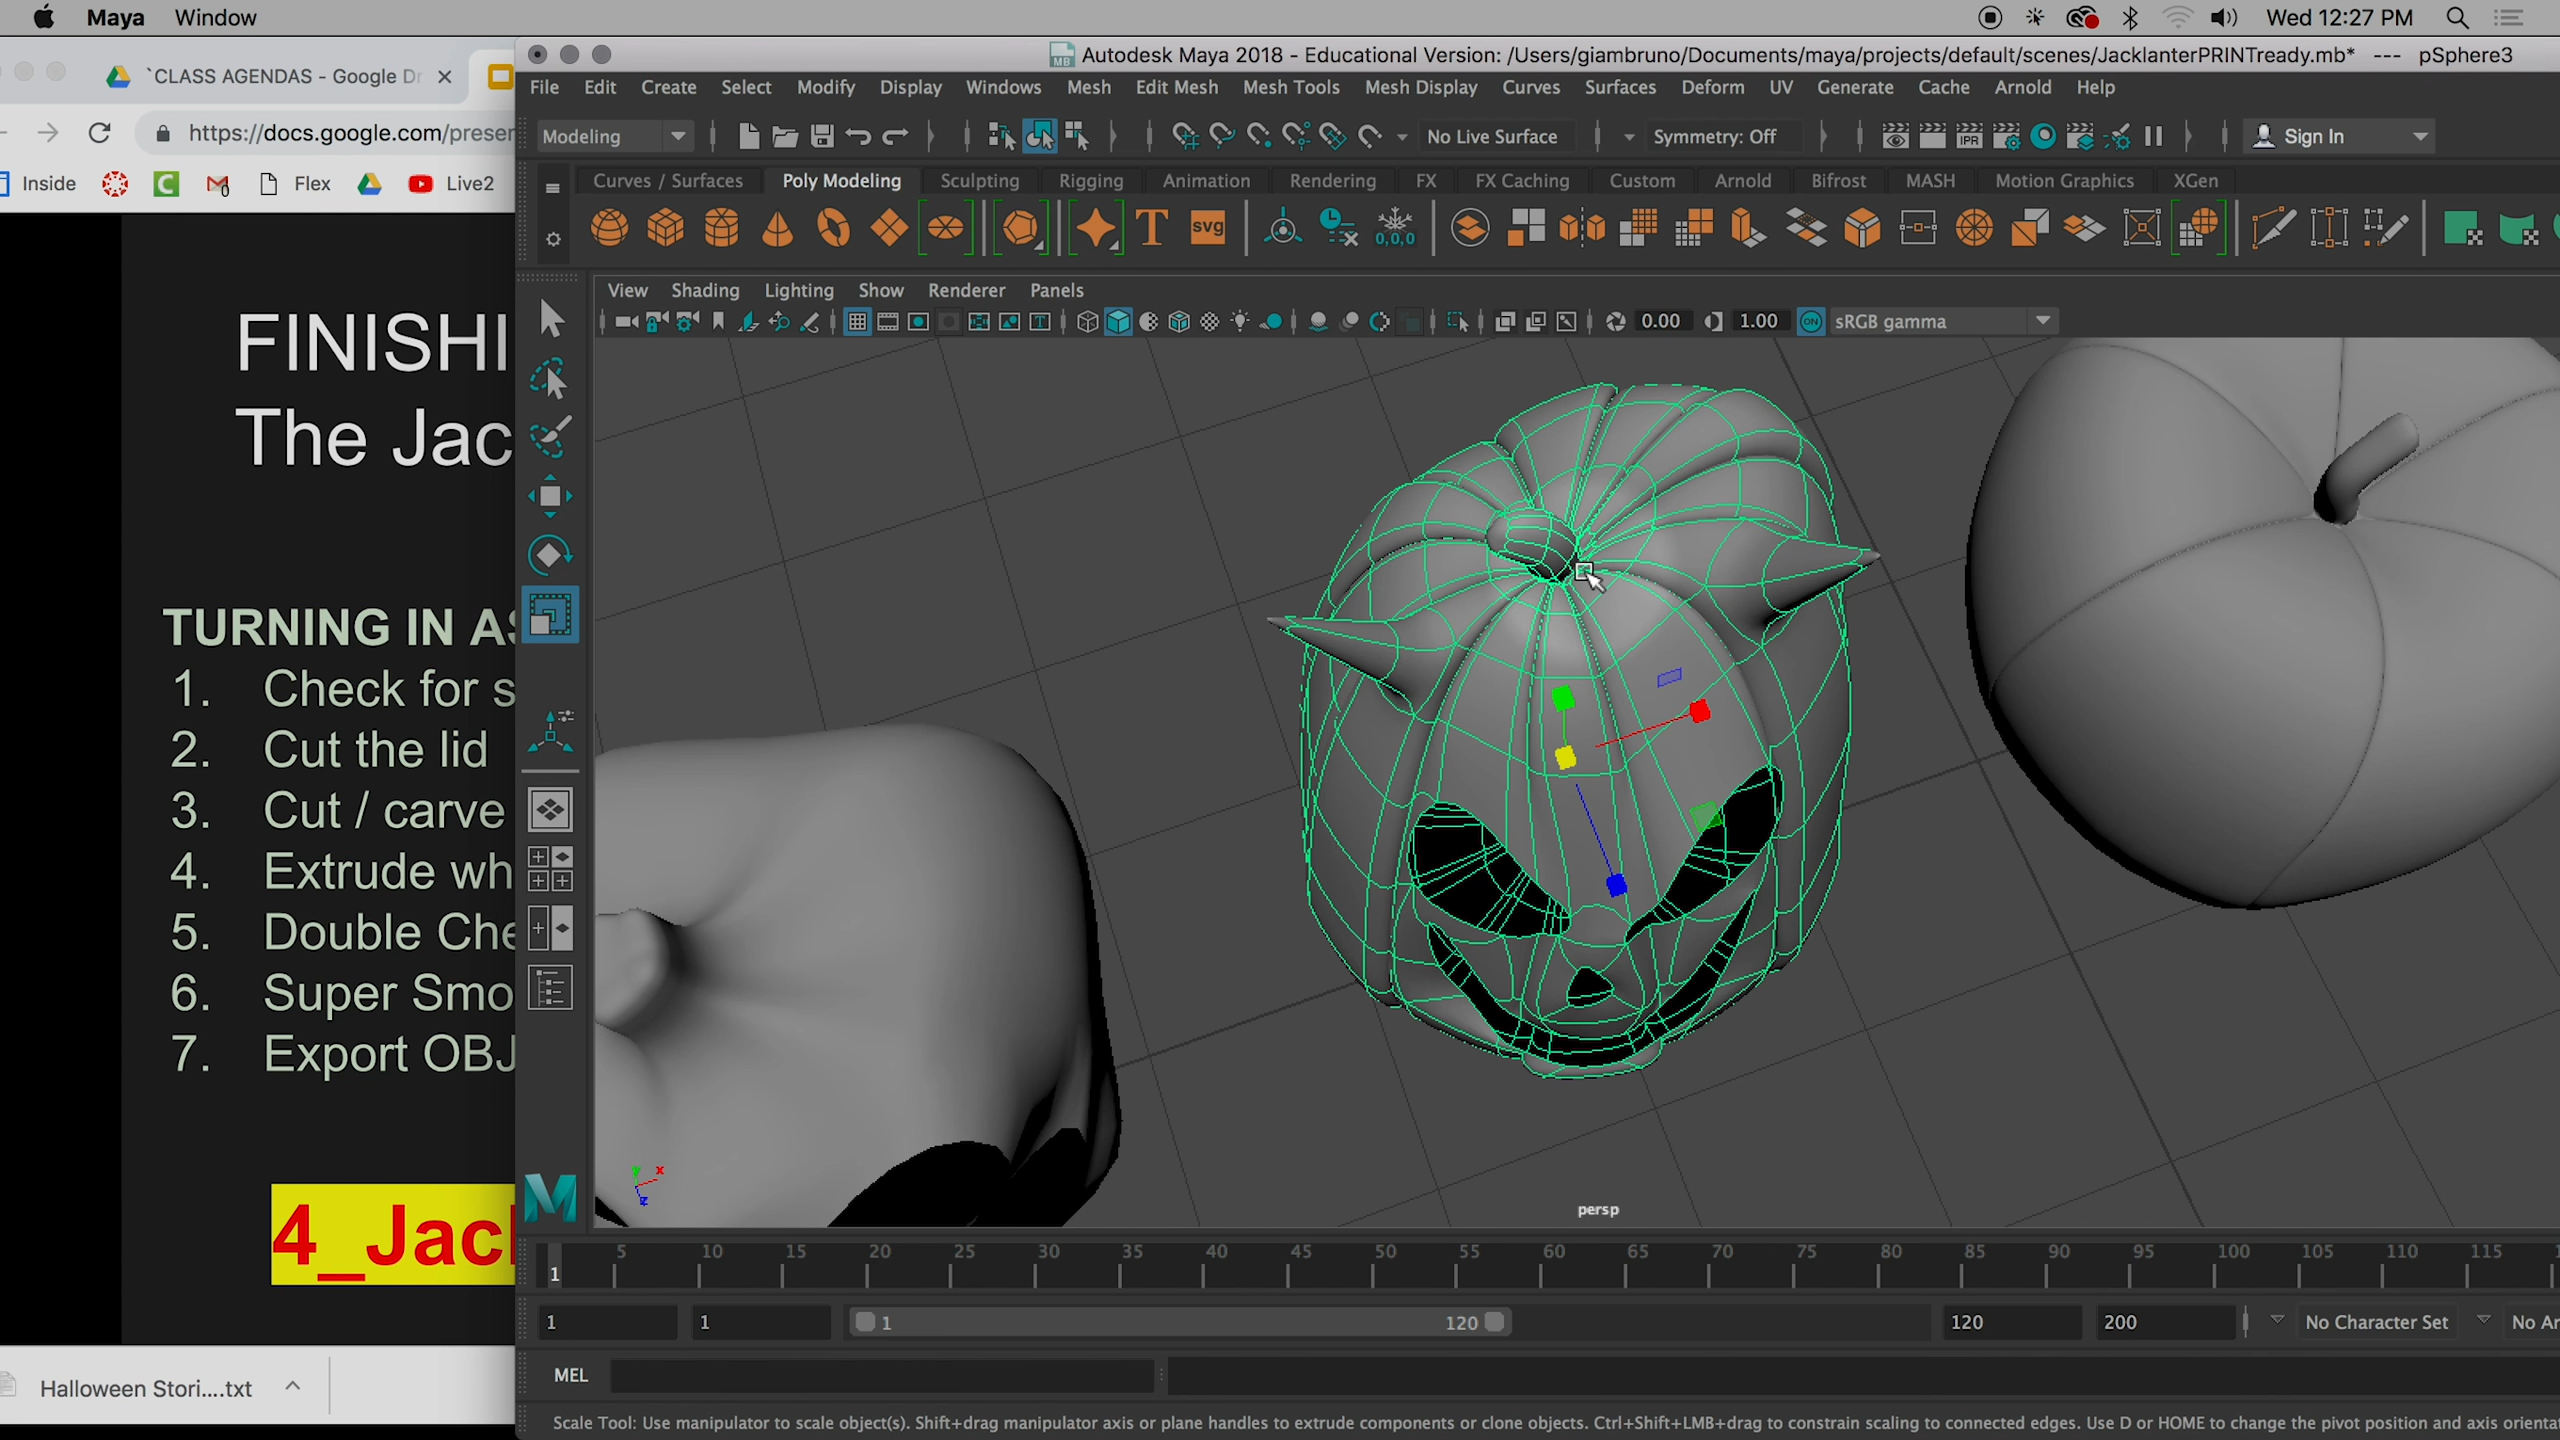 Maya Window Wed 12:27 PM
`CLASS AGENDAS - Google Dr
https://docs.google.com/preser
Inside Flex Live2
FINISHI
The Jac
TURNING IN AS
1. Check for s
2. Cut the lid
3. Cut / carve
4. Extrude wh
5. Double Che
6. Super Smo
7. Export OBJ
4_Jac
Halloween Stori....txt
Autodesk Maya 2018 - Educational Version: /Users/giambruno/Documents/maya/projects/default/scenes/JacklanterPRINTready.mb* --- pSphere3
File Edit Create Select Modify Display Windows Mesh Edit Mesh Mesh Tools Mesh Display Curves Surfaces Deform UV Generate Cache Arnold Help
Modeling No Live Surface Symmetry: Off IPR Sign In
Curves / Surfaces Poly Modeling Sculpting Rigging Animation Rendering FX FX Caching Custom Arnold Bifrost MASH Motion Graphics XGen
T svg 0,0,0
View Shading Lighting Show Renderer Panels
0.00 1.00 ON sRGB gamma
x
z
persp
5 10 15 20 25 30 35 40 45 50 55 60 65 70 75 80 85 90 95 100 105 110 115
1
1 1 1 120 120 200 No Character Set No An
MEL
Scale Tool: Use manipulator to scale object(s). Shift+drag manipulator axis or plane handles to extrude components or clone objects. Ctrl+Shift+LMB+drag to constrain scaling to connected edges. Use D or HOME to change the pivot position and axis orientat